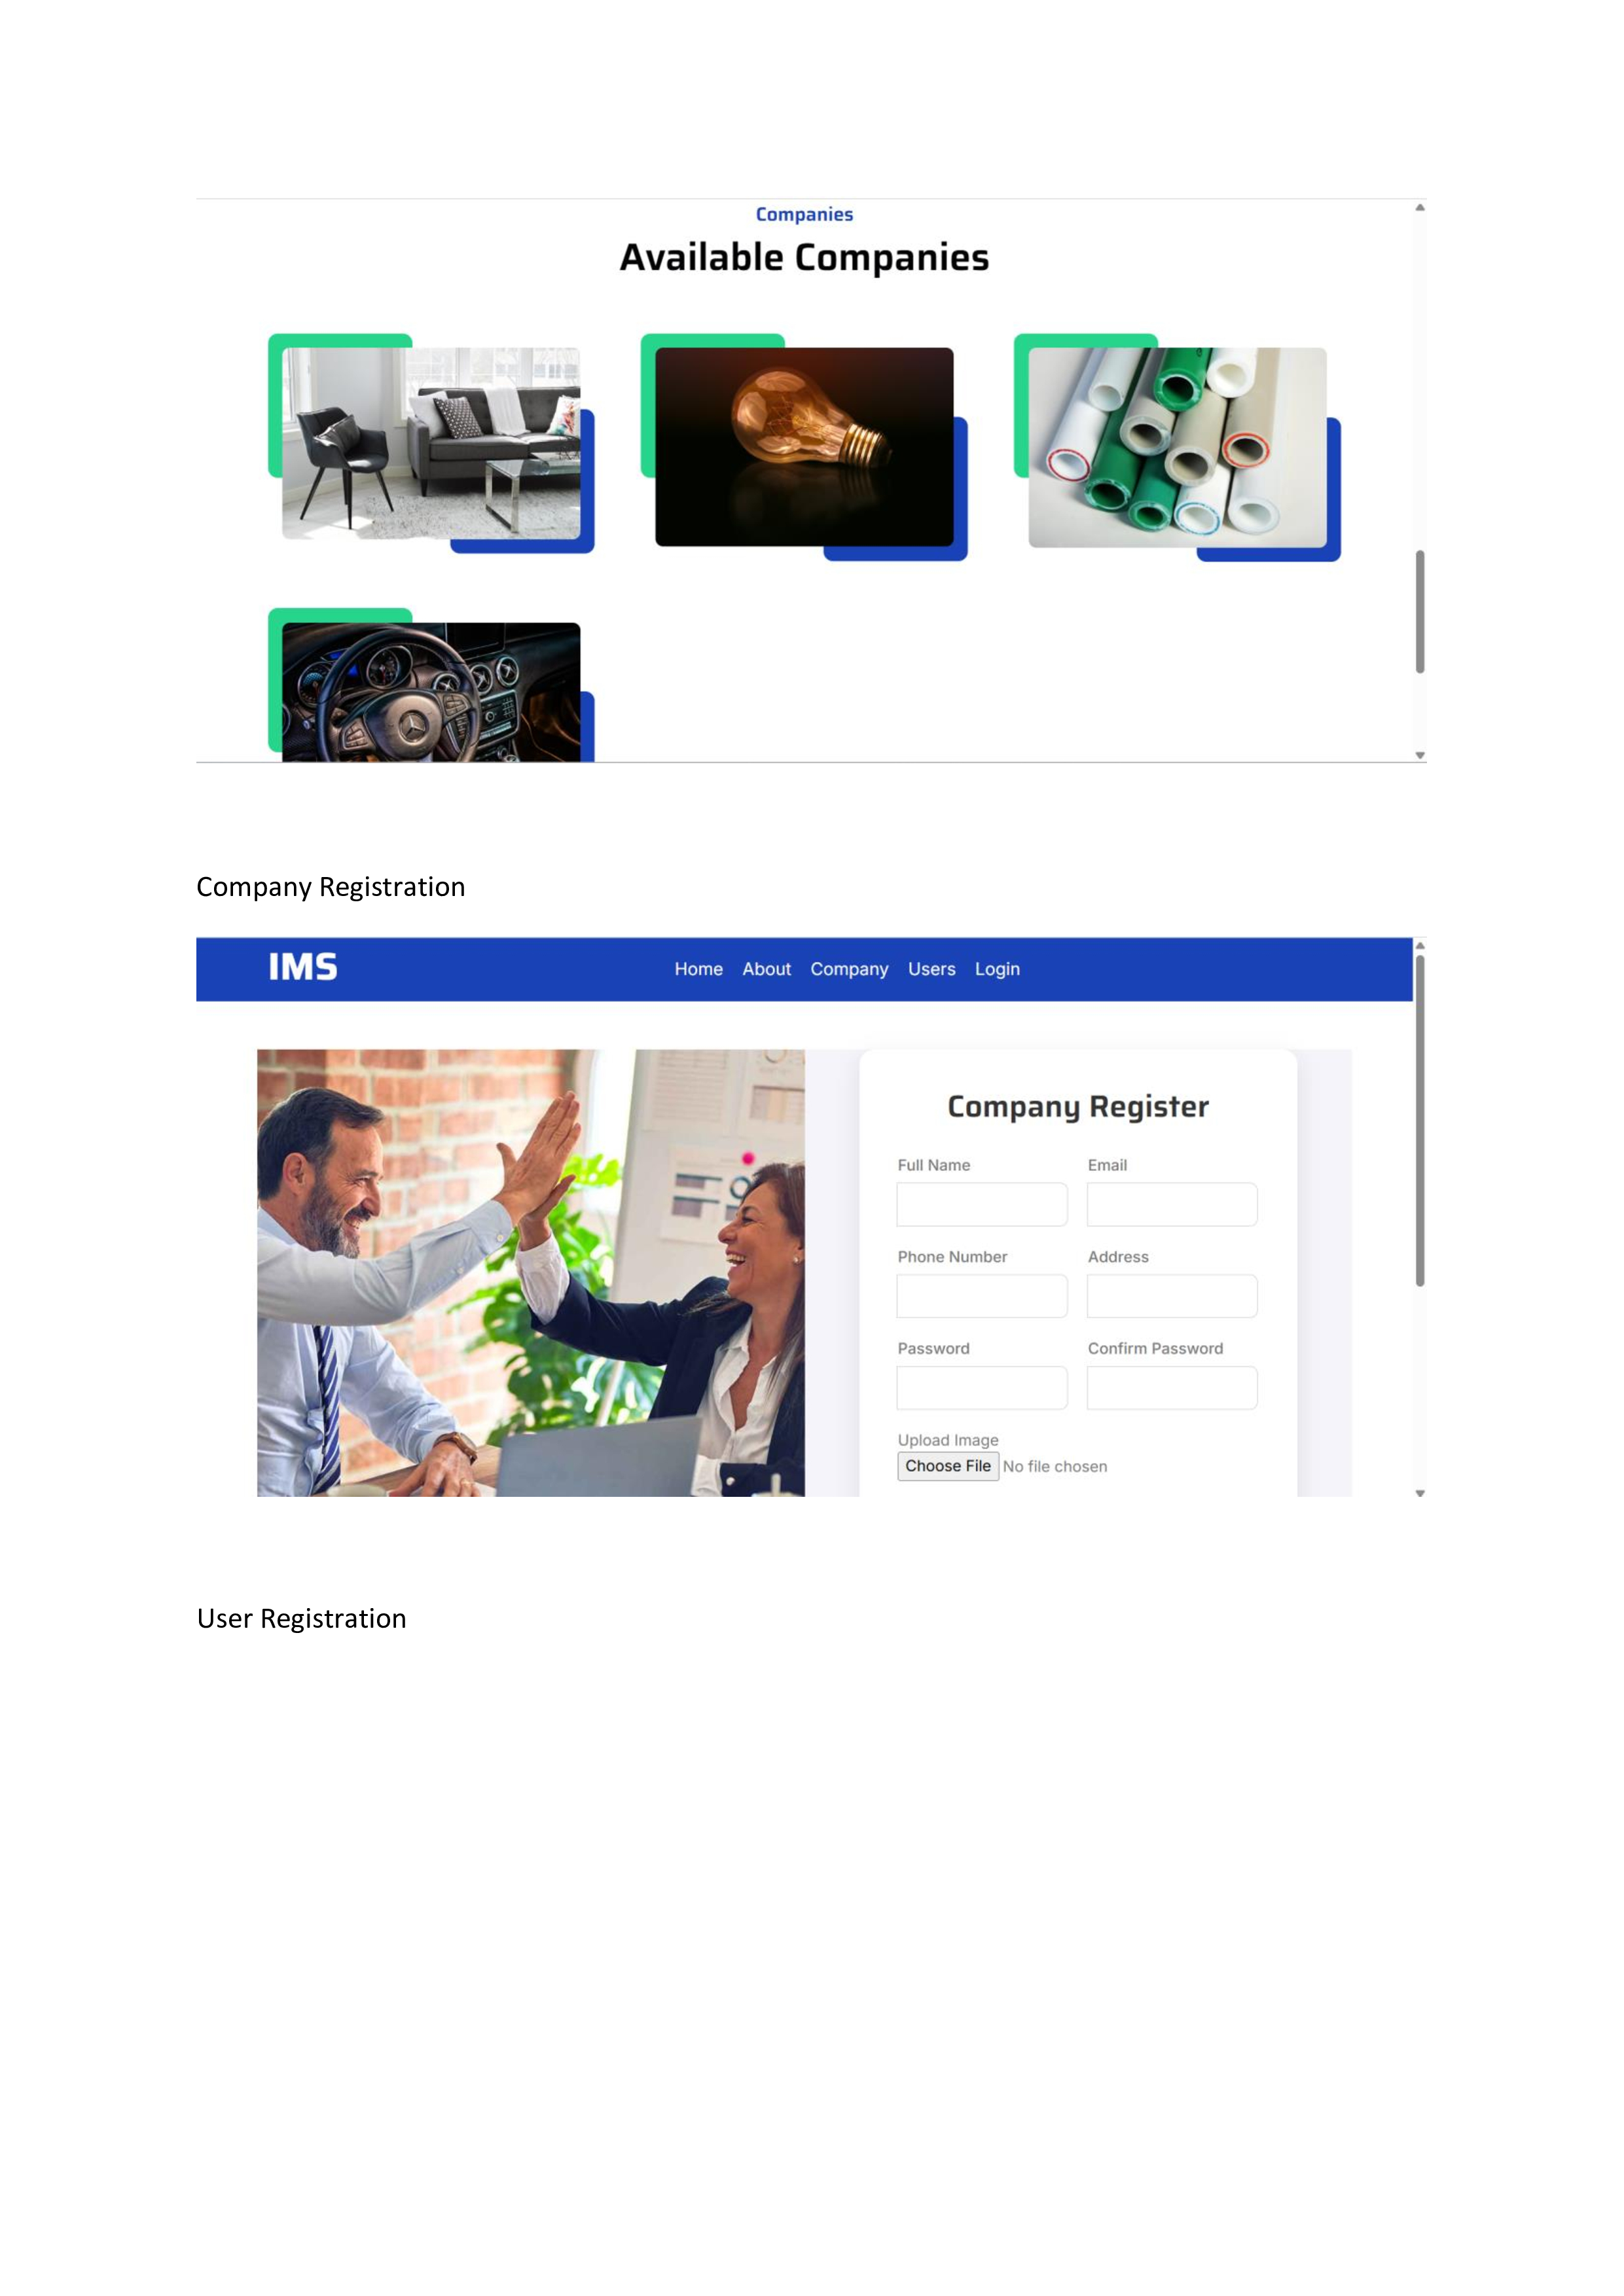 Companies
Available Companies
Company Registration
IMS
Home About Company Users Login
Company Register
Full Name Email
Phone Number Address
Password Confirm Password
Upload Image
Choose File No file chosen
User Registration